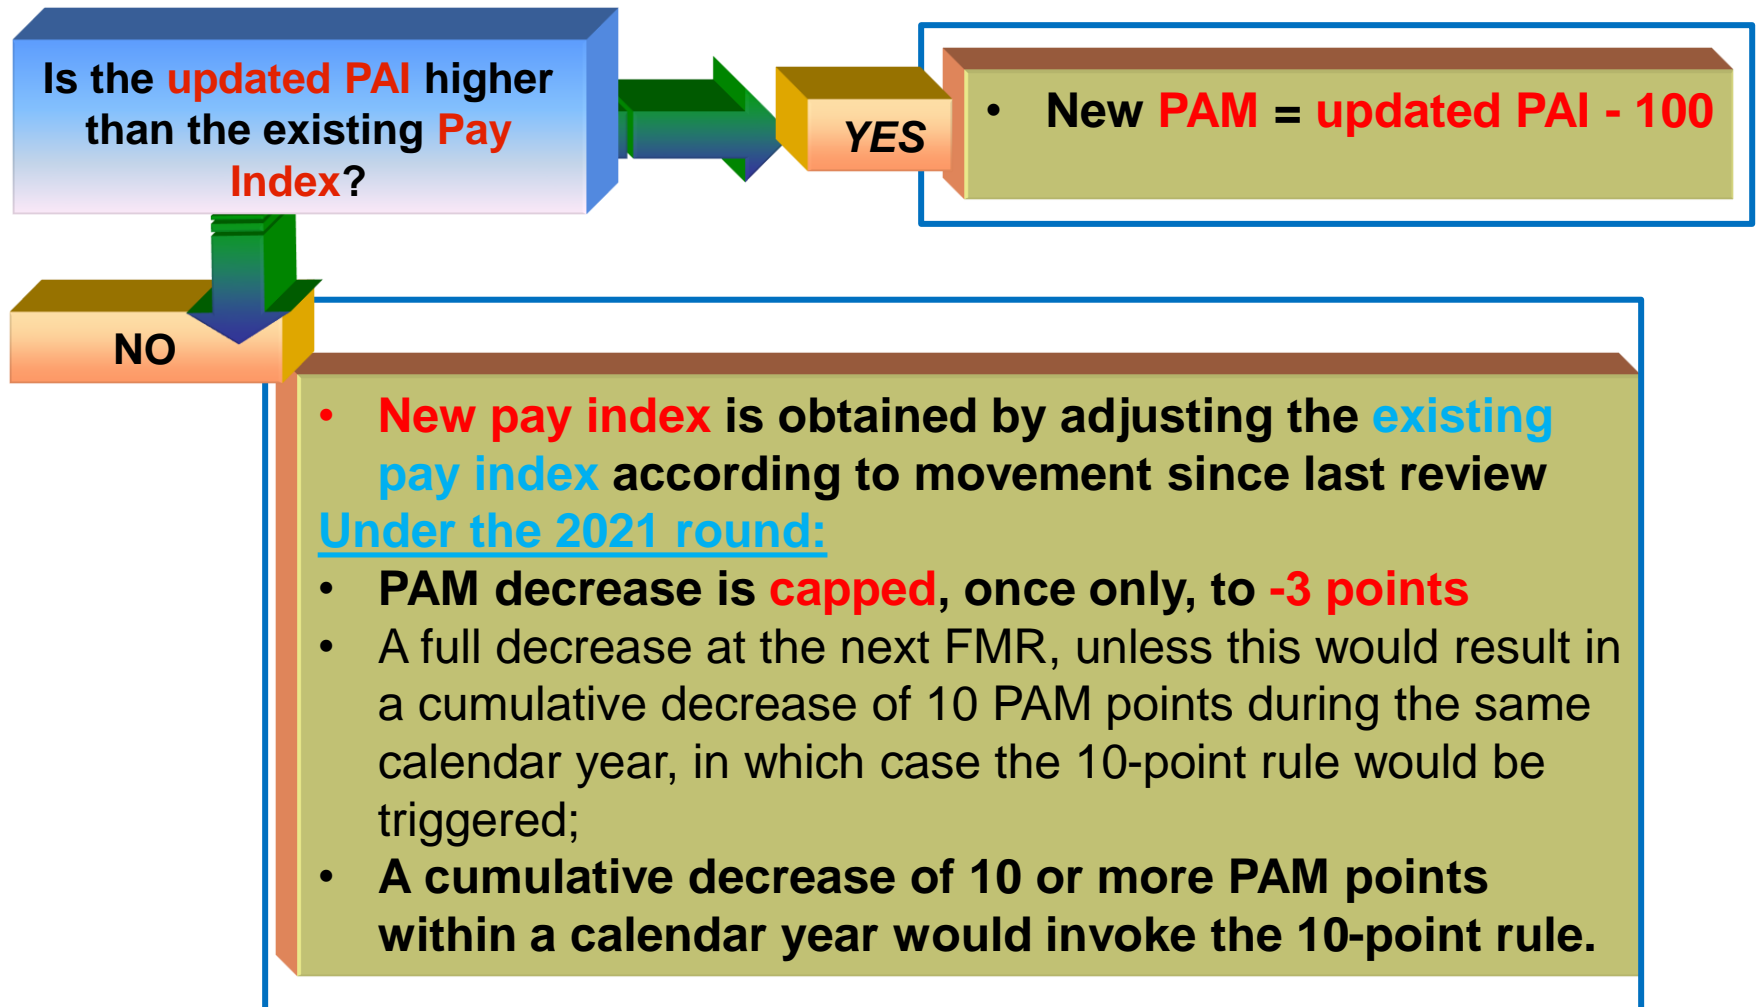 Is the updated PAI higher
than the existing Pay
Index?
YES
• New PAM = updated PAI - 100
NO
• New pay index is obtained by adjusting the existing
pay index according to movement since last review
Under the 2021 round:
• PAM decrease is capped, once only, to -3 points
• A full decrease at the next FMR, unless this would result in
a cumulative decrease of 10 PAM points during the same
calendar year, in which case the 10-point rule would be
triggered;
• A cumulative decrease of 10 or more PAM points
within a calendar year would invoke the 10-point rule.